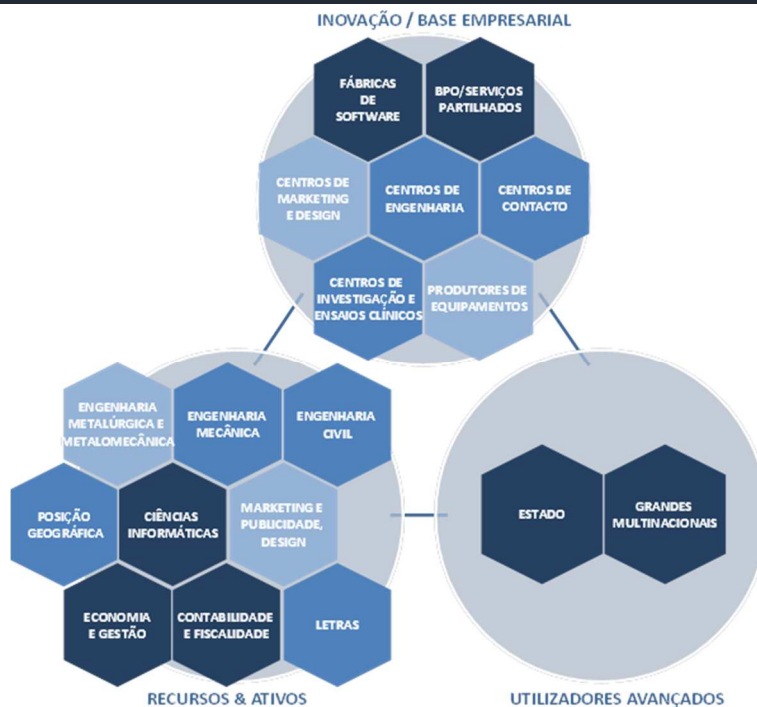 INOVAÇÃO / BASE EMPRESARIAL
FÁBRICAS
DE
SOFTWARE
BPO/SERVIÇOS
PARTILHADOS
CENTROS DE
MARKETING
E DESIGN
CENTROS DE
ENGENHARIA
CENTROS DE
CONTACTO
CENTROS DE
INVESTIGAÇÃO E
ENSAIOS CLÍNICOS
PRODUTORES DE
EQUIPAMENTOS
ENGENHARIA
METALÚRGICA E
METALOMECÂNICA
ENGENHARIA
MECÂNICA
ENGENHARIA
CIVIL
POSIÇÃO
GEOGRÁFICA
CIÊNCIAS
INFORMÁTICAS
MARKETING E
PUBLICIDADE,
DESIGN
ECONOMIA
E GESTÃO
CONTABILIDADE
E FISCALIDADE
LETRAS
ESTADO
GRANDES
MULTINACIONAIS
RECURSOS & ATIVOS
UTILIZADORES AVANÇADOS